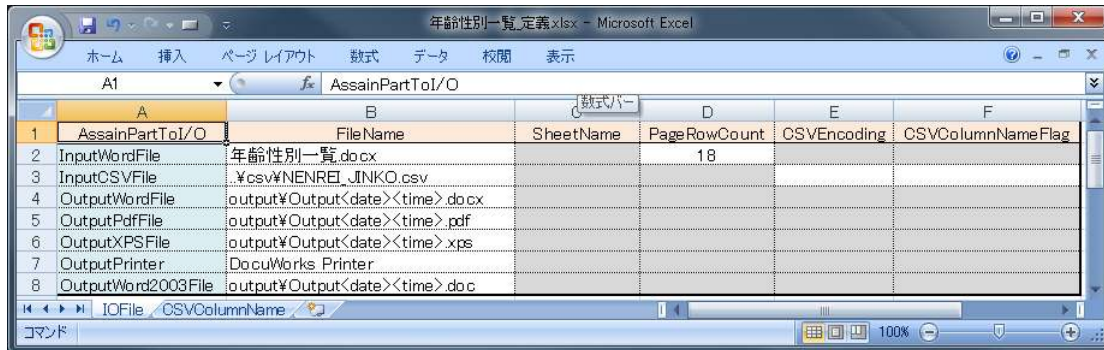 年齢性別一覧_定義xlsx - Microsoft Excel
ホーム 挿入 ページ レイアウト 数式 データ 校閲 表示
A1 fx AssainPartToI/O
数式バー
A B C D E F
1 AssainPartToI/O FileName SheetName PageRowCount CSVEncoding CSVColumnNameFlag
2 InputWordFile 年齢性別一覧.docx 18
3 InputCSVFile ..¥csv¥NENREI_JINKO.csv
4 OutputWordFile output¥Output<date><time>.docx
5 OutputPdfFile output¥Output<date><time>.pdf
6 OutputXPSFile output¥Output<date><time>.xps
7 OutputPrinter DocuWorks Printer
8 OutputWord2003File output¥Output<date><time>.doc
IOFile CSVColumnName
コマンド 100%